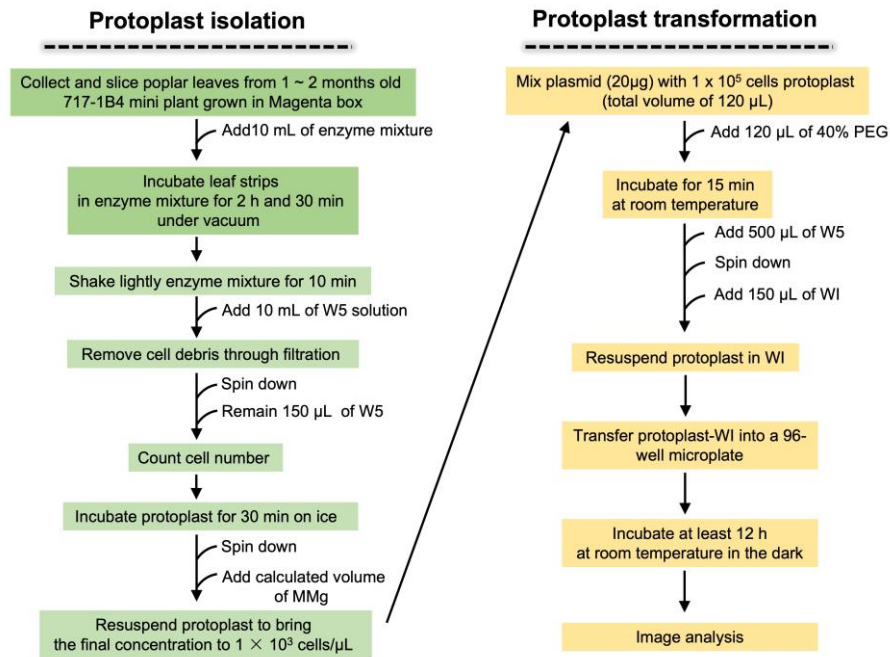 Protoplast isolation
Collect and slice poplar leaves from 1 ~ 2 months old
717-1B4 mini plant grown in Magenta box
Add10 mL of enzyme mixture
Incubate leaf strips
in enzyme mixture for 2 h and 30 min
under vacuum
Shake lightly enzyme mixture for 10 min
Add 10 mL of W5 solution
Remove cell debris through filtration
Spin down
Remain 150 µL of W5
Count cell number
Incubate protoplast for 30 min on ice
Spin down
Add calculated volume
of MMg
Resuspend protoplast to bring
the final concentration to 1 × 10³ cells/µL
Protoplast transformation
Mix plasmid (20µg) with 1 x 10⁵ cells protoplast
(total volume of 120 µL)
Add 120 µL of 40% PEG
Incubate for 15 min
at room temperature
Add 500 µL of W5
Spin down
Add 150 µL of WI
Resuspend protoplast in WI
Transfer protoplast-WI into a 96-
well microplate
Incubate at least 12 h
at room temperature in the dark
Image analysis